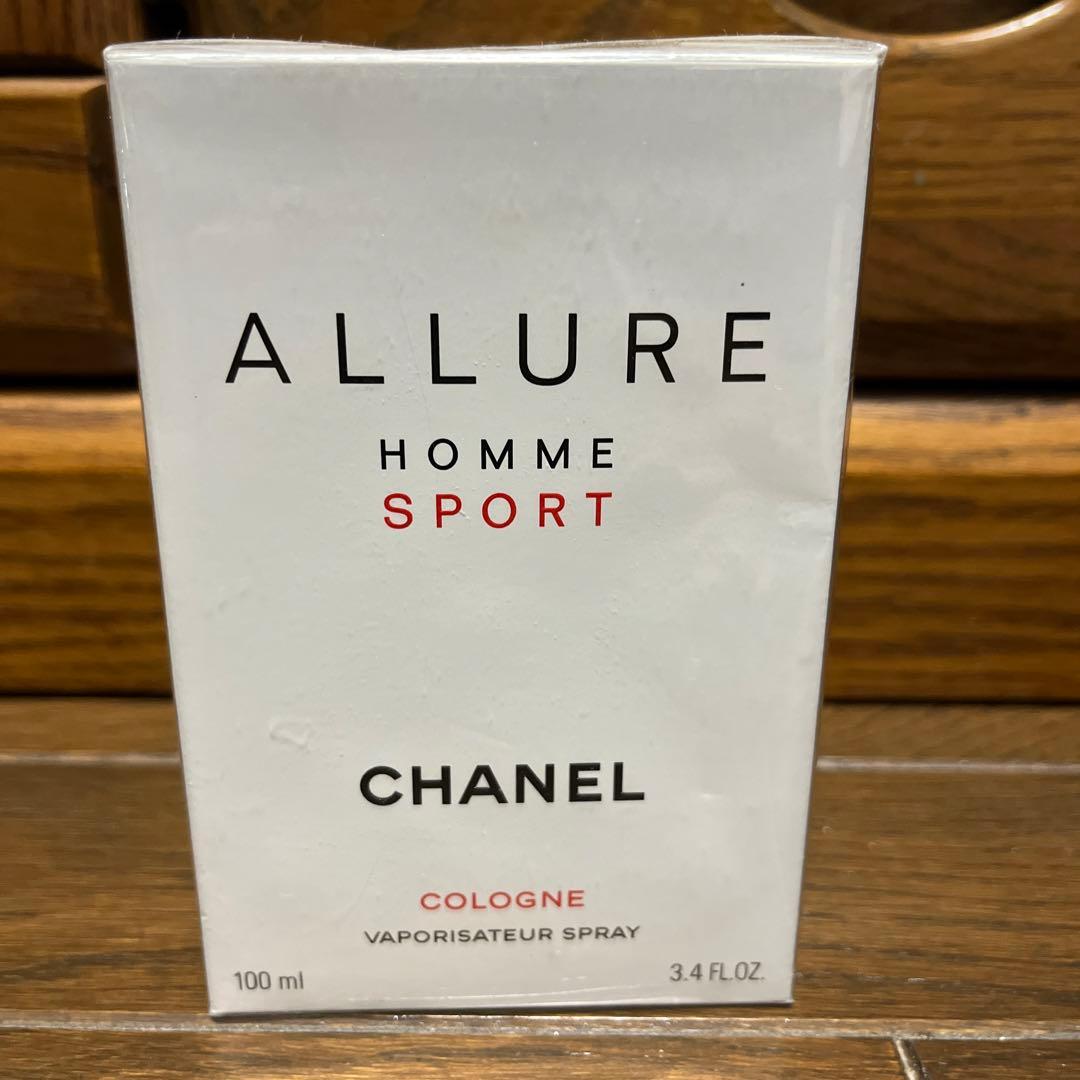 ALLURE
HOMME
SPORT
CHANEL
COLOGNE
VAPORISATEUR SPRAY
100 ml 3.4 FL.OZ.